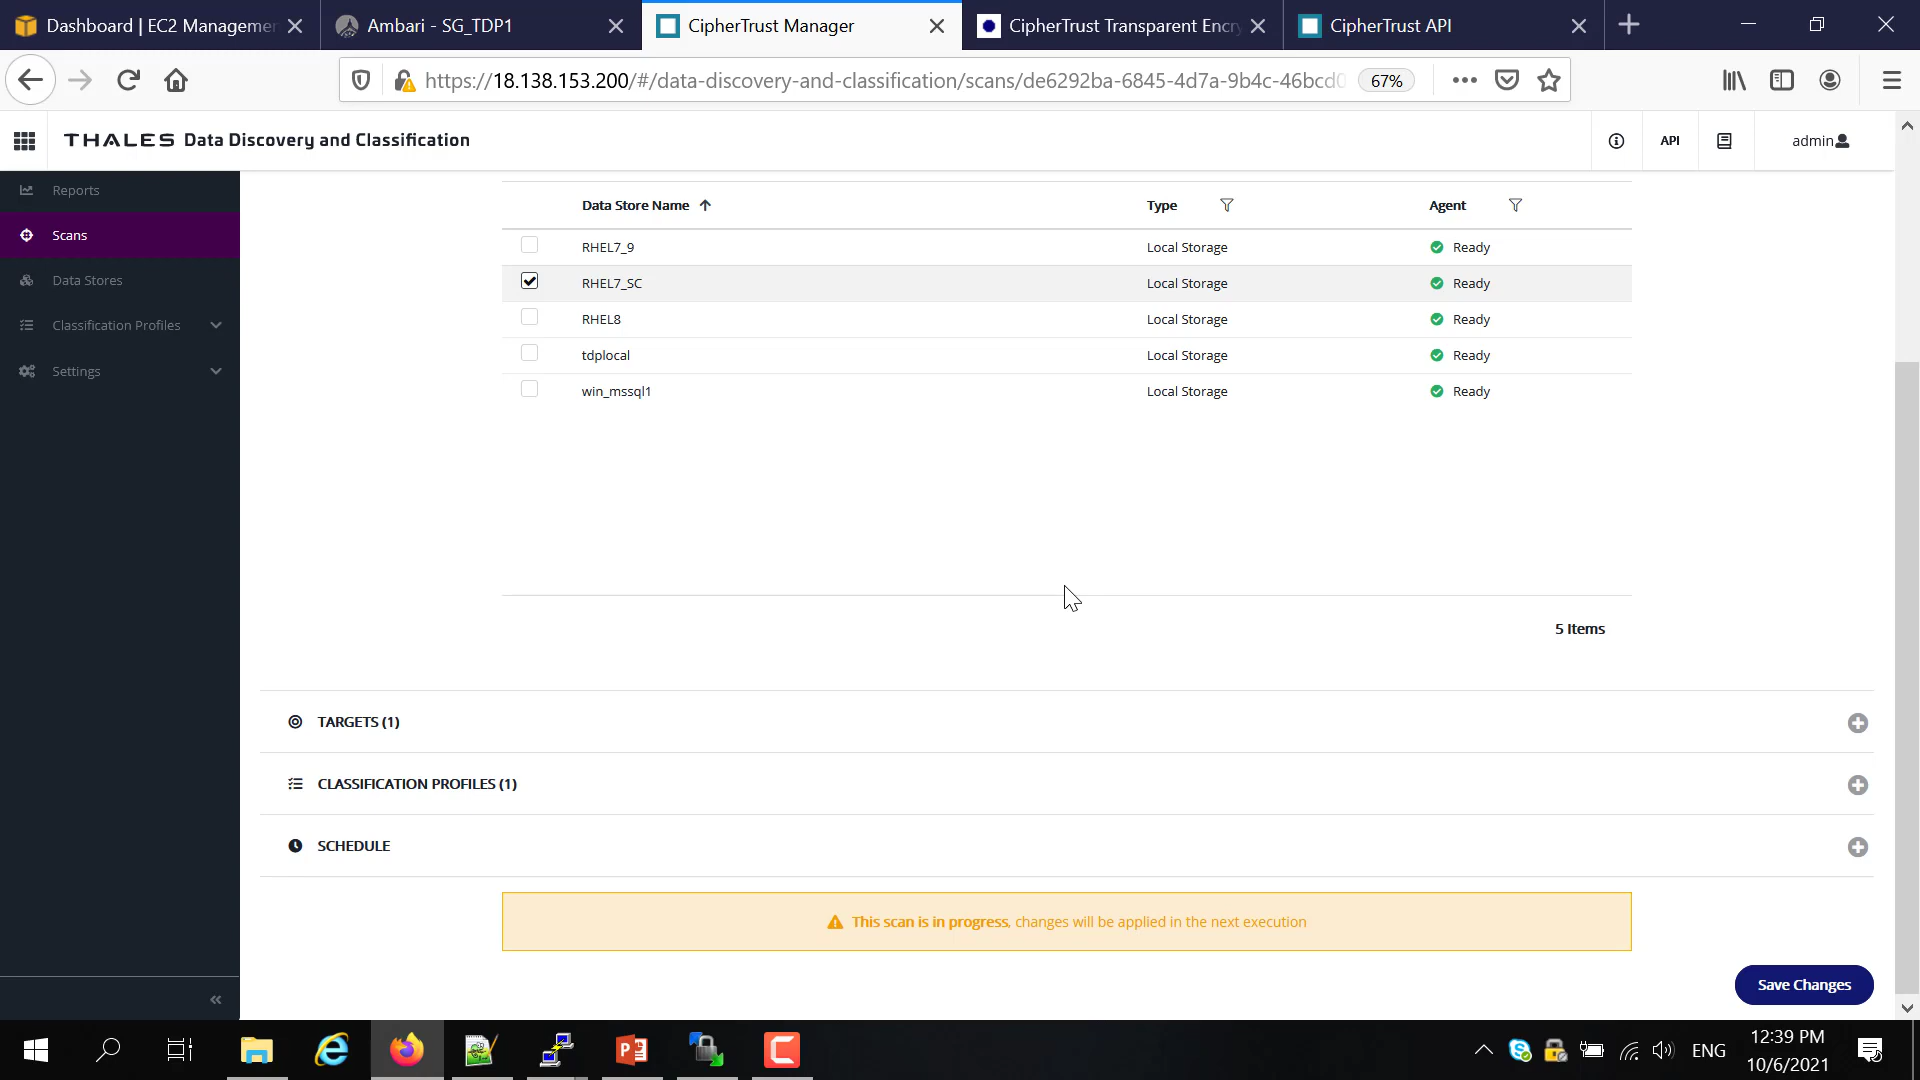 Dashboard | EC2 Managemen
Ambari - SG_TDP1
CipherTrust Manager
CipherTrust Transparent Encry
CipherTrust API
https://18.138.153.200/#/data-discovery-and-classification/scans/de6292ba-6845-4d7a-9b4c-46bcd0
67%
THALES Data Discovery and Classification
API
admin
Reports
Scans
Data Stores
Classification Profiles
Settings
Data Store Name
Type
Agent
RHEL7_9
Local Storage
Ready
RHEL7_SC
Local Storage
Ready
RHEL8
Local Storage
Ready
tdplocal
Local Storage
Ready
win_mssql1
Local Storage
Ready
5 Items
TARGETS (1)
CLASSIFICATION PROFILES (1)
SCHEDULE
This scan is in progress, changes will be applied in the next execution
Save Changes
ENG
12:39 PM
10/6/2021